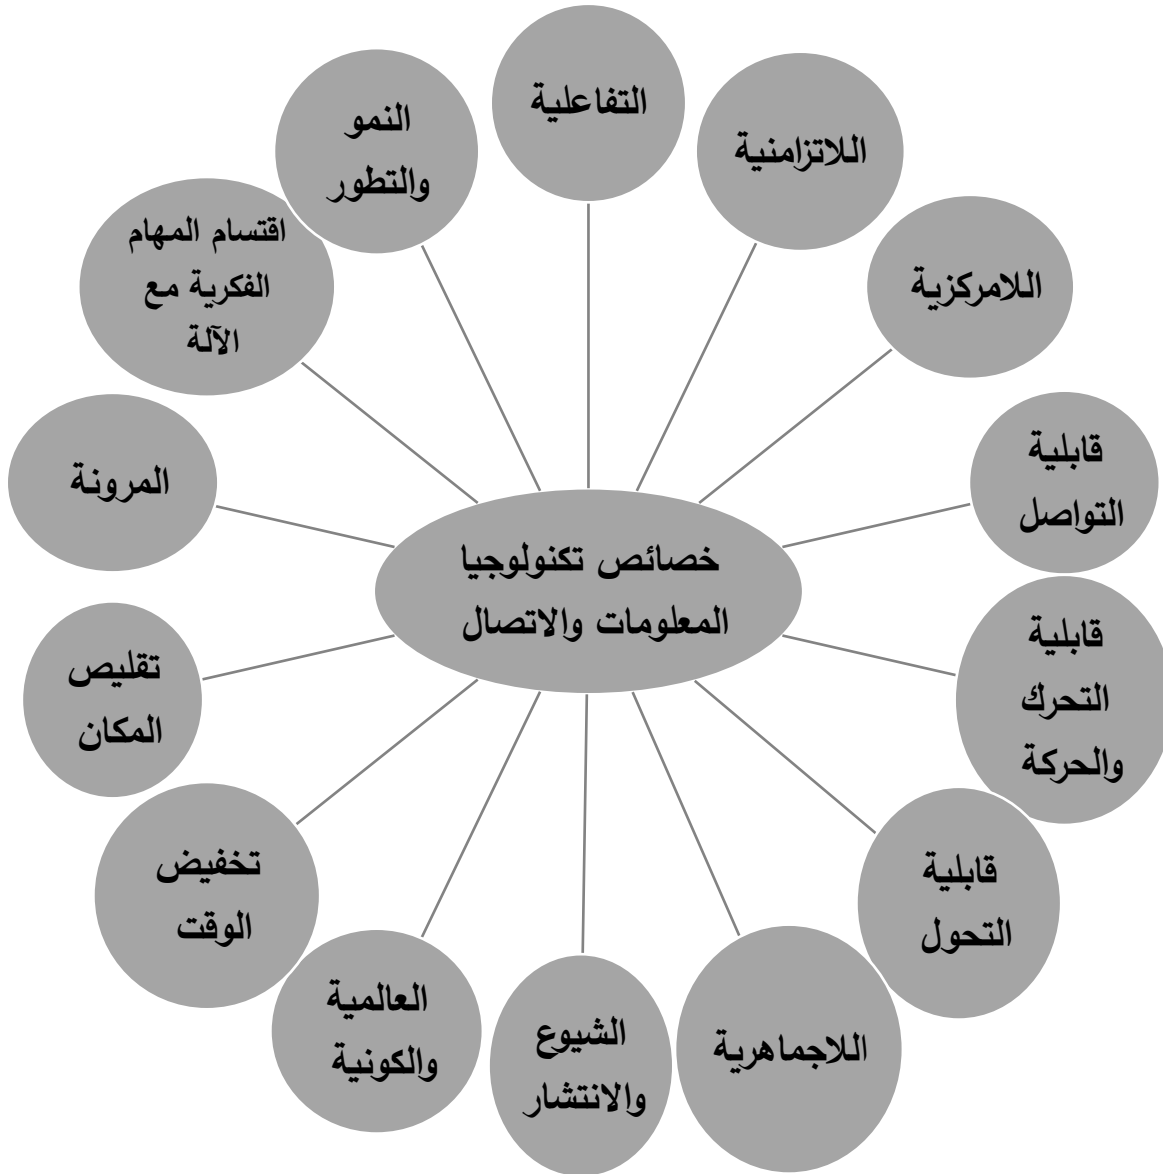 خصائص تكنولوجيا
المعلومات والاتصال
التفاعلية
اللاتزامنية
اللامركزية
قابلية
التواصل
قابلية
التحرك
والحركة
قابلية
التحول
اللاجماهرية
الشيوع
والانتشار
العالمية
والكونية
تخفيض
الوقت
تقليص
المكان
المرونة
اقتسام المهام
الفكرية مع
الآلة
النمو
والتطور